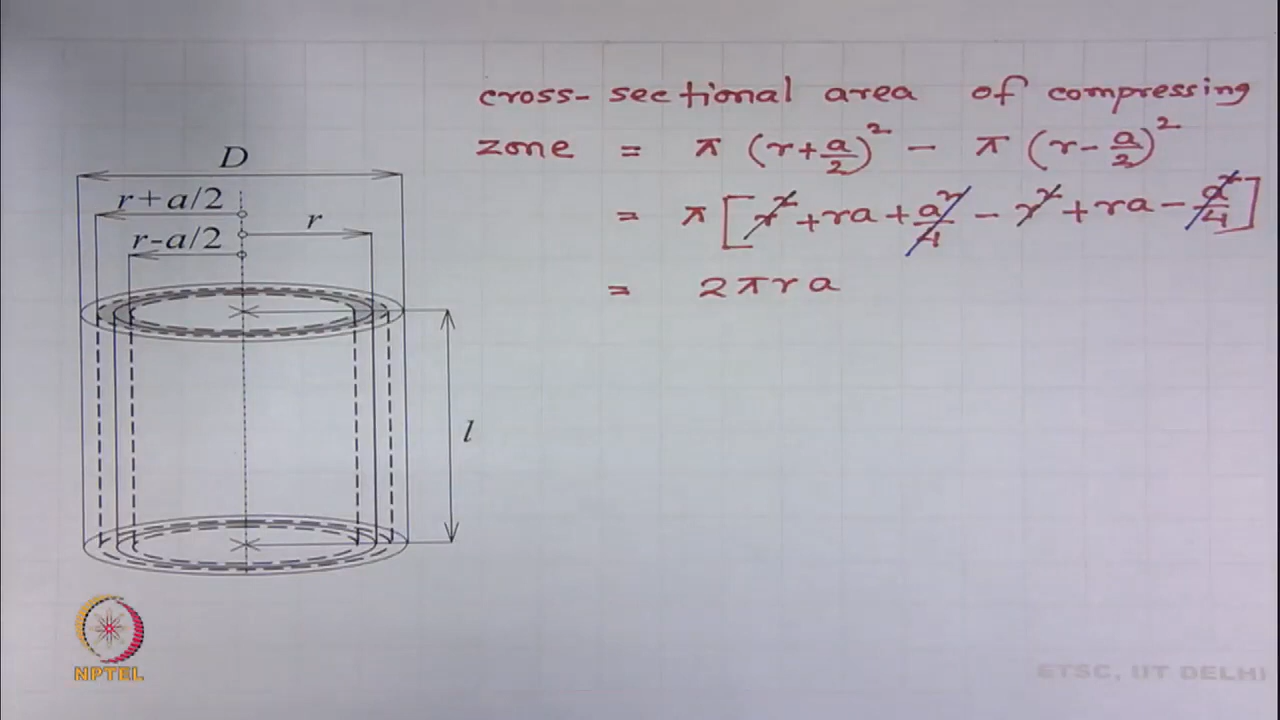 cross-sectional area of compressing
zone = π (r + a/2)² - π (r - a/2)²
= π [r² + ra + a²/4 - r² + ra - a²/4]
= 2πra
D
r + a/2
r
r-a/2
l
NPTEL
ETSC, IIT DELHI